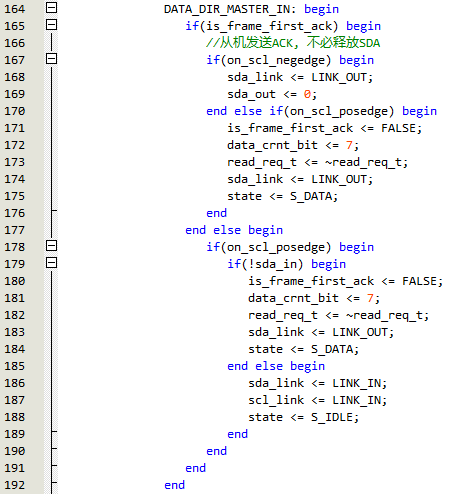 164 DATA_DIR_MASTER_IN: begin
165 if(is_frame_first_ack) begin
166 //从机发送ACK, 不必释放SDA
167 if(on_scl_negedge) begin
168 sda_link <= LINK_OUT;
169 sda_out <= 0;
170 end else if(on_scl_posedge) begin
171 is_frame_first_ack <= FALSE;
172 data_crnt_bit <= 7;
173 read_req_t <= ~read_req_t;
174 sda_link <= LINK_OUT;
175 state <= S_DATA;
176 end
177 end else begin
178 if(on_scl_posedge) begin
179 if(!sda_in) begin
180 is_frame_first_ack <= FALSE;
181 data_crnt_bit <= 7;
182 read_req_t <= ~read_req_t;
183 sda_link <= LINK_OUT;
184 state <= S_DATA;
185 end else begin
186 sda_link <= LINK_IN;
187 scl_link <= LINK_IN;
188 state <= S_IDLE;
189 end
190 end
191 end
192 end